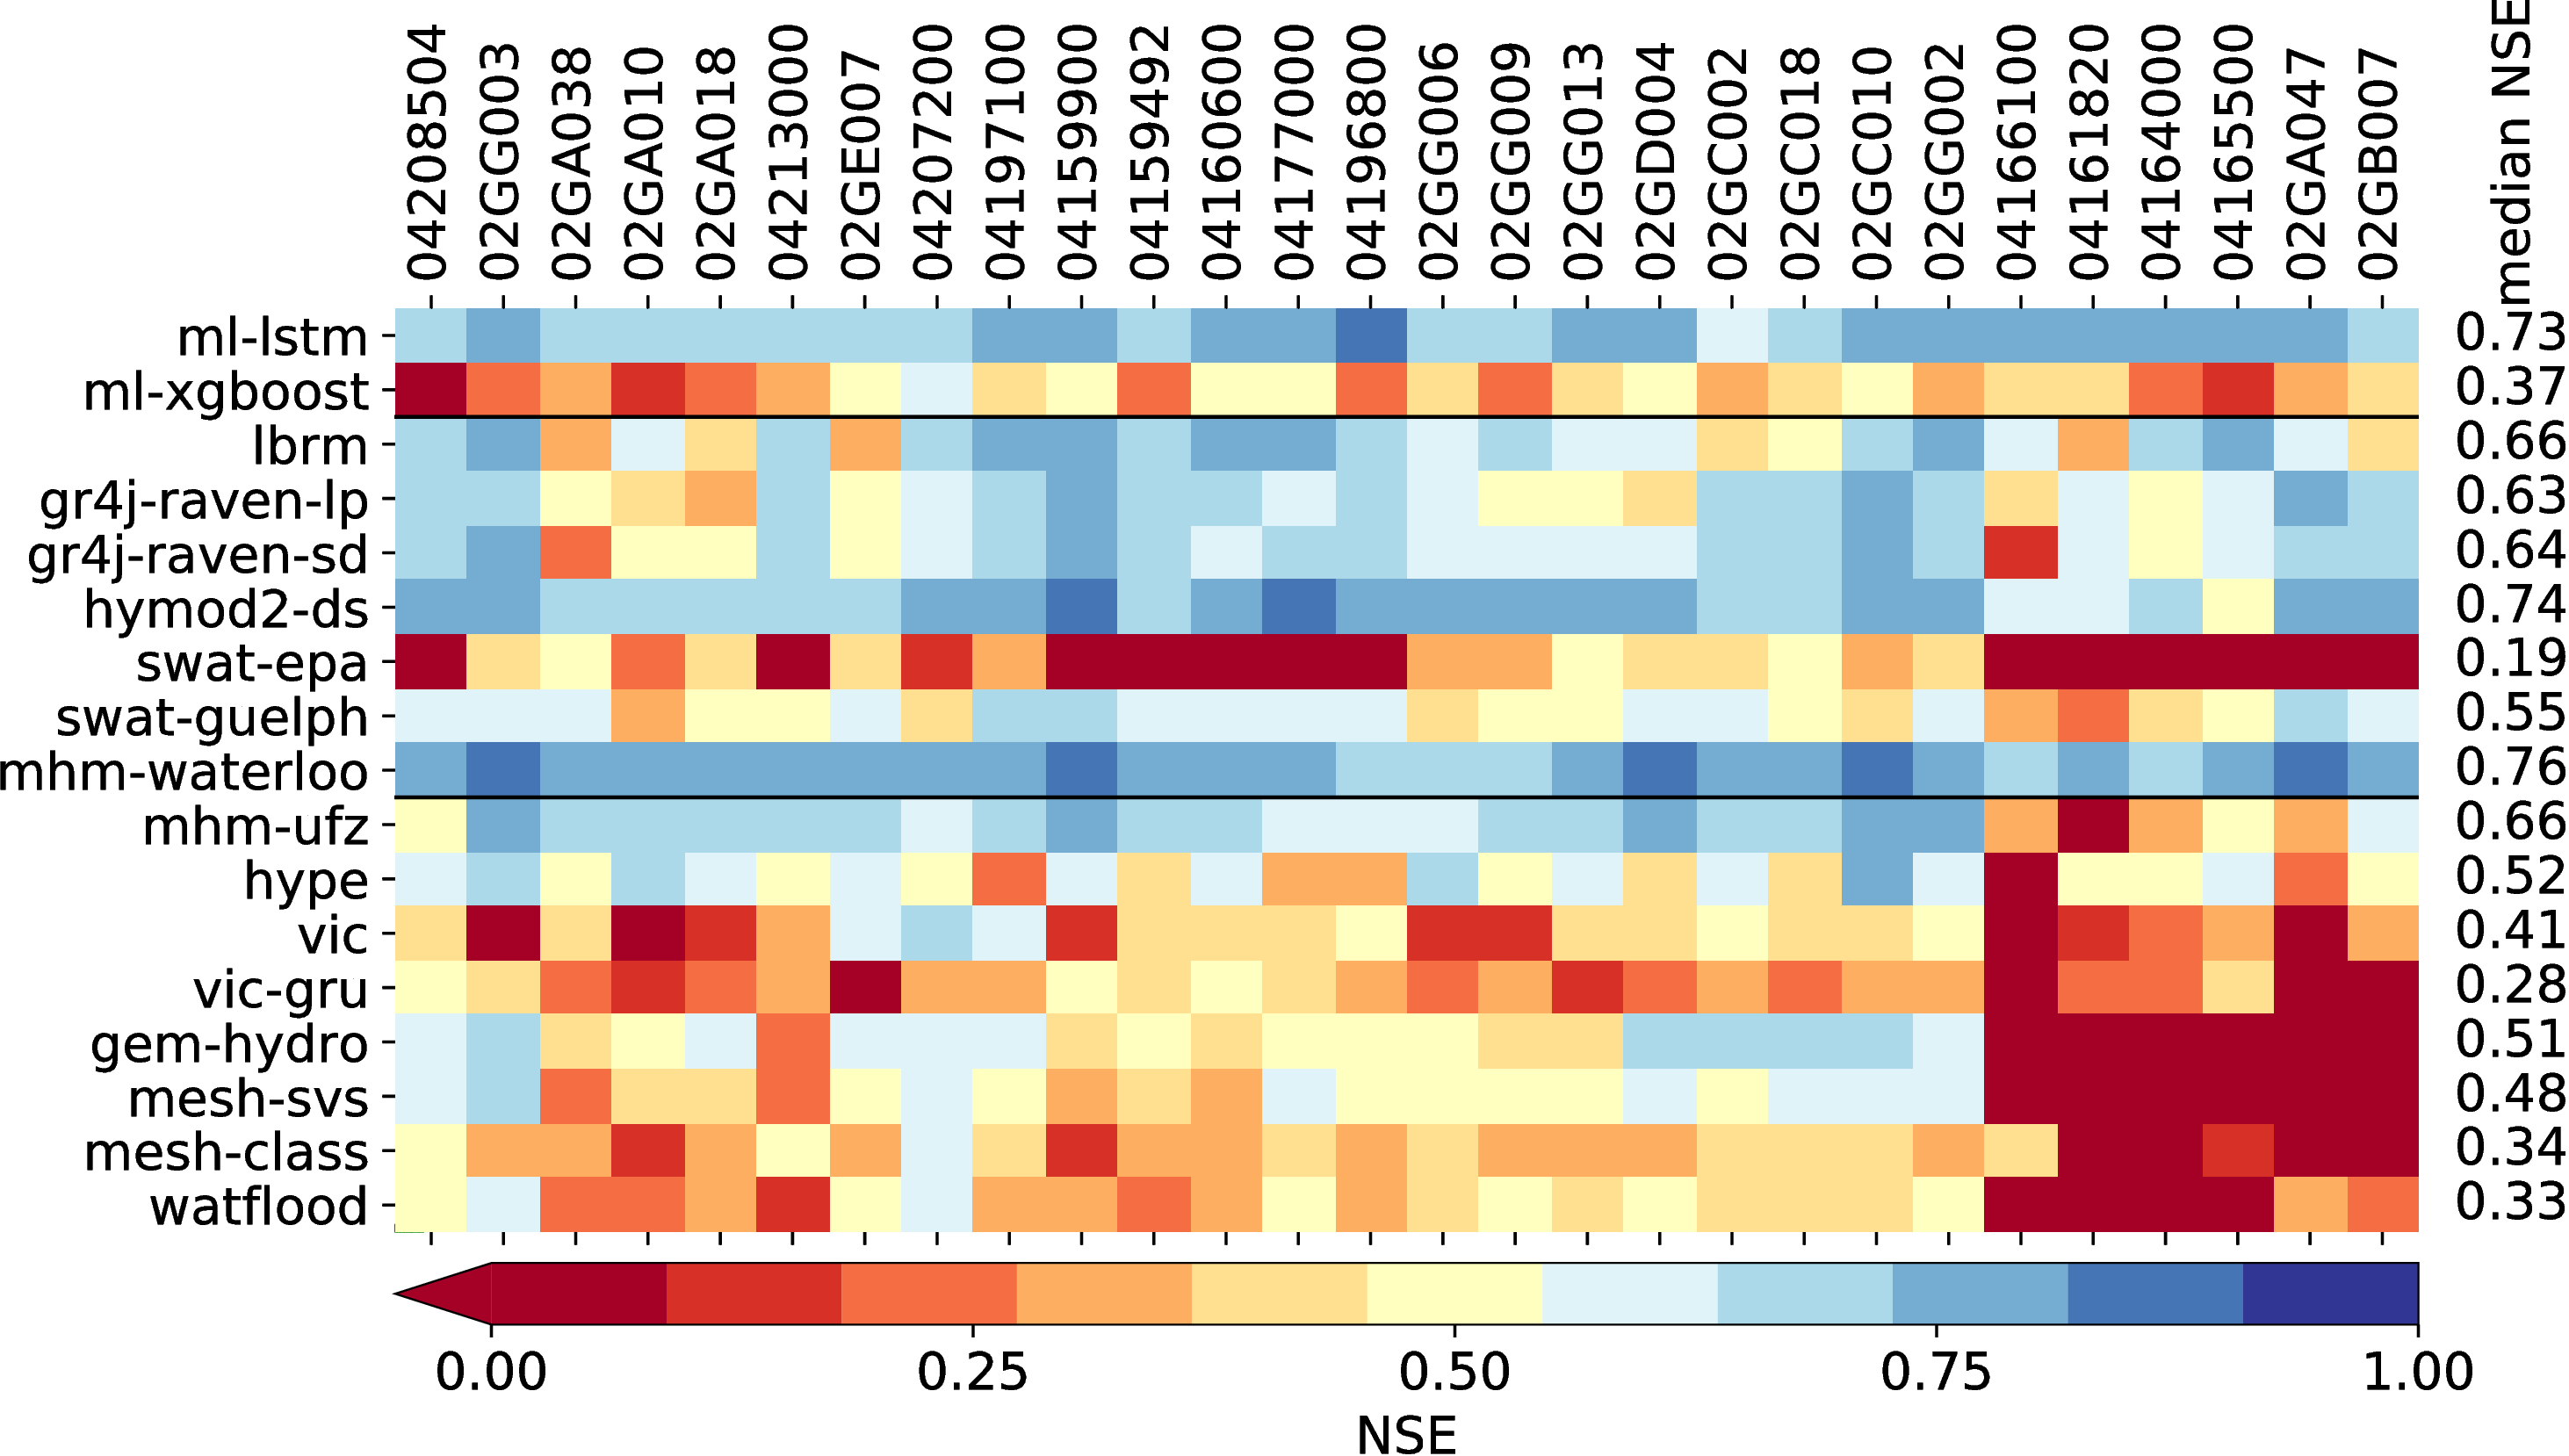 04208504
02GG003
02GA038
02GA010
02GA018
04213000
02GE007
04207200
04197100
04159900
04159492
04160600
04177000
04196800
02GG006
02GG009
02GG013
02GD004
02GC002
02GC018
02GC010
02GG002
04166100
04161820
04164000
04165500
02GA047
02GB007
median NSE
ml-lstm 0.73
ml-xgboost 0.37
lbrm 0.66
gr4j-raven-lp 0.63
gr4j-raven-sd 0.64
hymod2-ds 0.74
swat-epa 0.19
swat-guelph 0.55
mhm-waterloo 0.76
mhm-ufz 0.66
hype 0.52
vic 0.41
vic-gru 0.28
gem-hydro 0.51
mesh-svs 0.48
mesh-class 0.34
watflood 0.33
0.00 0.25 0.50 0.75 1.00
NSE